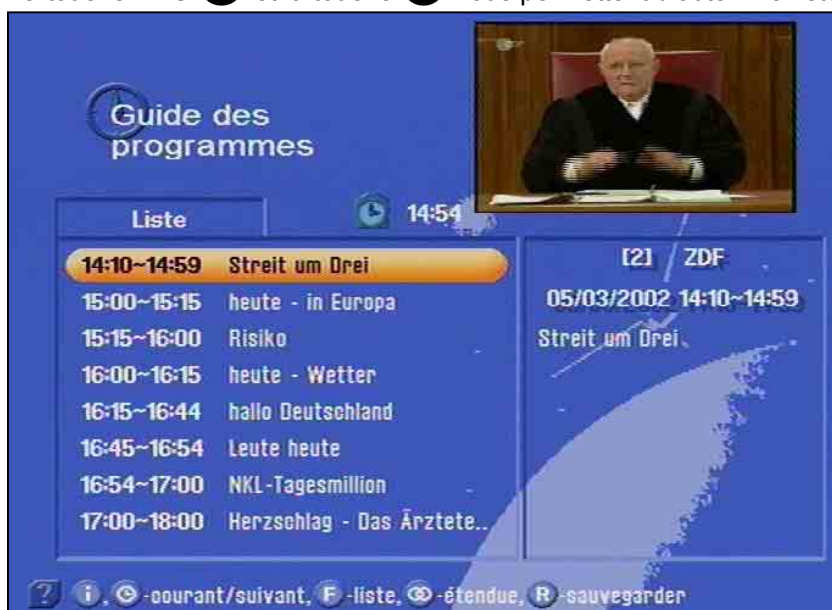 Guide des
programmes
Liste
14:54
14:10~14:59 Streit um Drei
15:00~15:15 heute - in Europa
15:15~16:00 Risiko
16:00~16:15 heute - Wetter
16:15~16:44 hallo Deutschland
16:45~16:54 Leute heute
16:54~17:00 NKL-Tagesmillion
17:00~18:00 Herzschlag - Das Ärztete..
[2] ZDF
05/03/2002 14:10~14:59
Streit um Drei
? i, -courant/suivant, F -liste, -étendue, R -sauvegarder